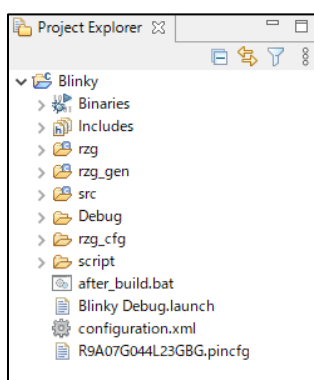 Project Explorer
Blinky
Binaries
Includes
rzg
rzg_gen
src
Debug
rzg_cfg
script
after_build.bat
Blinky Debug.launch
configuration.xml
R9A07G044L23GBG.pincfg